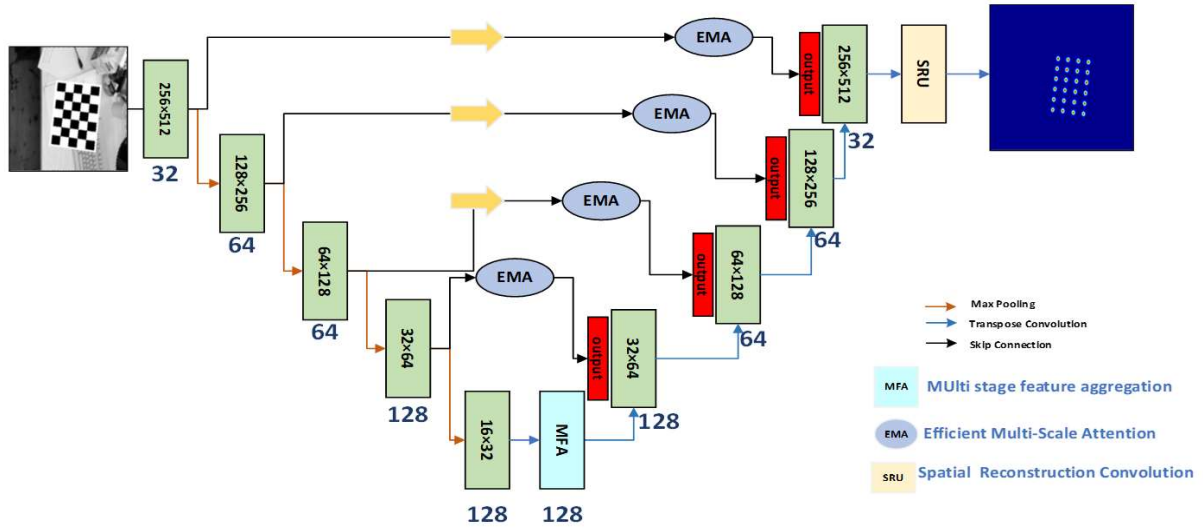 EMA
output
256×512
SRU
256×512
32
EMA
output
128×256
32
128×256
64
EMA
output
64×128
64
64×128
64
EMA
output
32×64
64
32×64
128
128
16×32
MFA
128
128
Max Pooling
Transpose Convolution
Skip Connection
MFA MUlti stage feature aggregation
EMA Efficient Multi-Scale Attention
SRU Spatial Reconstruction Convolution